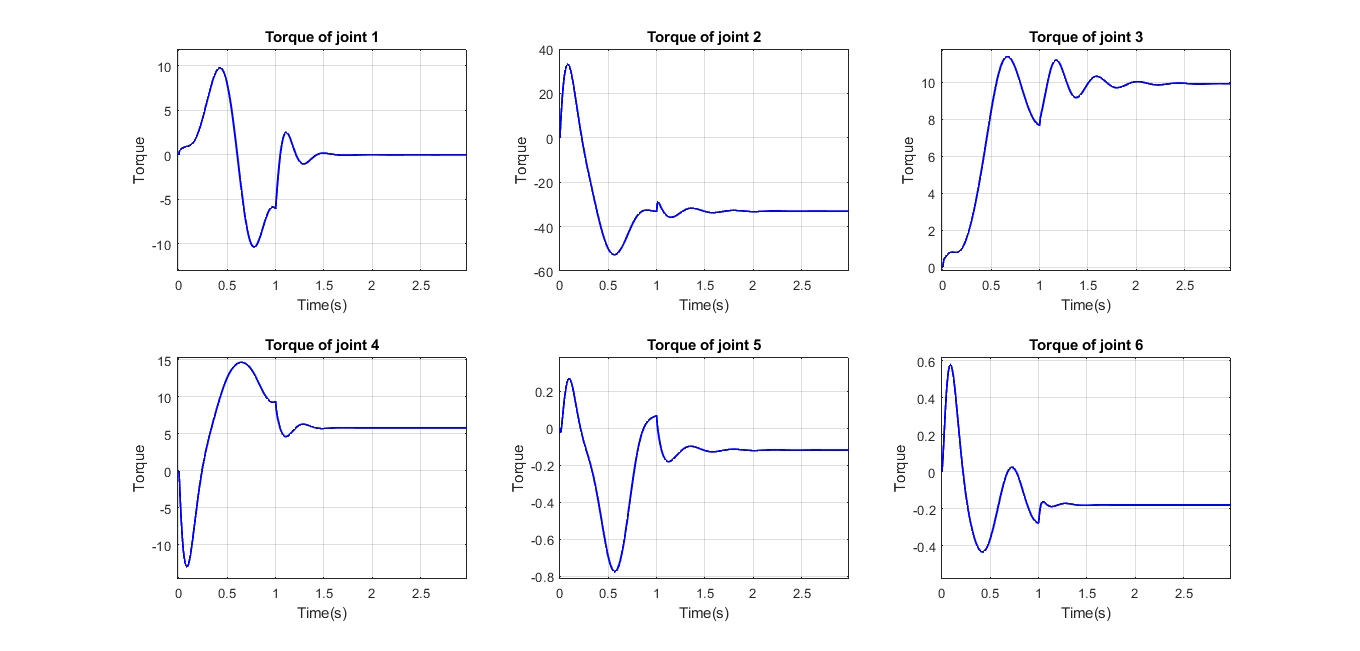 Torque of joint 1
Torque
10
5
0
-5
-10
0 0.5 1 1.5 2 2.5
Time(s)
Torque of joint 2
Torque
40
20
0
-20
-40
-60
0 0.5 1 1.5 2 2.5
Time(s)
Torque of joint 3
Torque
10
8
6
4
2
0
0 0.5 1 1.5 2 2.5
Time(s)
Torque of joint 4
Torque
15
10
5
0
-5
-10
0 0.5 1 1.5 2 2.5
Time(s)
Torque of joint 5
Torque
0.2
0
-0.2
-0.4
-0.6
-0.8
0 0.5 1 1.5 2 2.5
Time(s)
Torque of joint 6
Torque
0.6
0.4
0.2
0
-0.2
-0.4
0 0.5 1 1.5 2 2.5
Time(s)